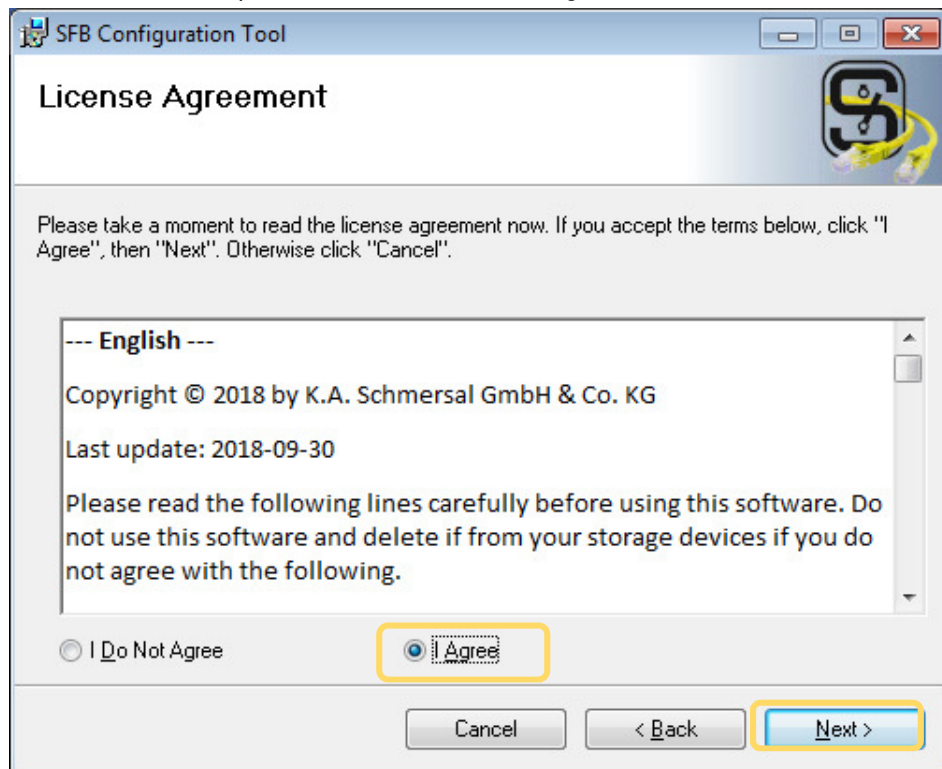 SFB Configuration Tool
License Agreement
Please take a moment to read the license agreement now. If you accept the terms below, click "I
Agree", then "Next". Otherwise click "Cancel".
--- English ---
Copyright © 2018 by K.A. Schmersal GmbH & Co. KG
Last update: 2018-09-30
Please read the following lines carefully before using this software. Do
not use this software and delete if from your storage devices if you do
not agree with the following.
I Do Not Agree
I Agree
Cancel
< Back
Next >